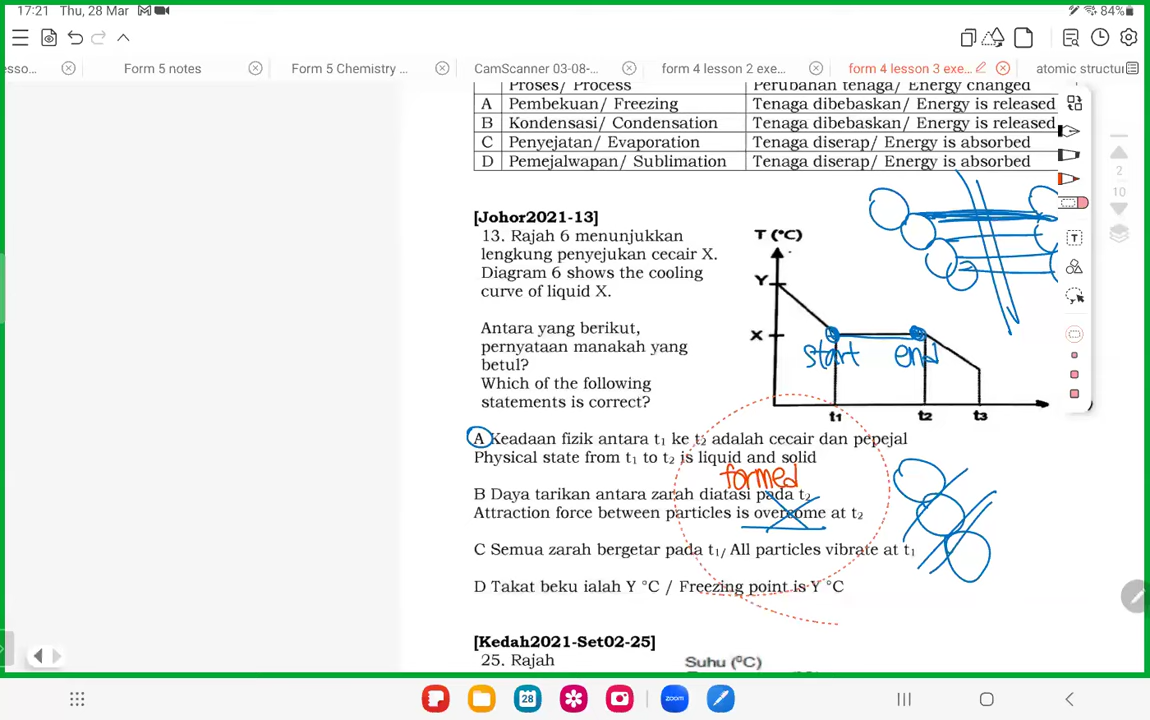 17:21 Thu, 28 Mar
84%
esso...
Form 5 notes
Form 5 Chemistry ...
CamScanner 03-08-...
form 4 lesson 2 exe...
form 4 lesson 3 exe...
atomic structu
Proses/ Process
Perubahan tenaga/ Energy changed
A Pembekuan/ Freezing
Tenaga dibebaskan/ Energy is released
B Kondensasi/ Condensation
Tenaga dibebaskan/ Energy is released
C Penyejatan/ Evaporation
Tenaga diserap/ Energy is absorbed
D Pemejalwapan/ Sublimation
Tenaga diserap/ Energy is absorbed
2
10
[Johor2021-13]
13. Rajah 6 menunjukkan
lengkung penyejukan cecair X.
Diagram 6 shows the cooling
curve of liquid X.
Antara yang berikut,
pernyataan manakah yang
betul?
Which of the following
statements is correct?
T (°C)
Y
X
start
end
t1
t2
t3
A Keadaan fizik antara t1 ke t2 adalah cecair dan pepejal
Physical state from t1 to t2 is liquid and solid
formed
B Daya tarikan antara zarah diatasi pada t2
Attraction force between particles is overcome at t2
C Semua zarah bergetar pada t1/ All particles vibrate at t1
D Takat beku ialah Y °C / Freezing point is Y °C
[Kedah2021-Set02-25]
25. Rajah
Suhu (°C)
28
zoom